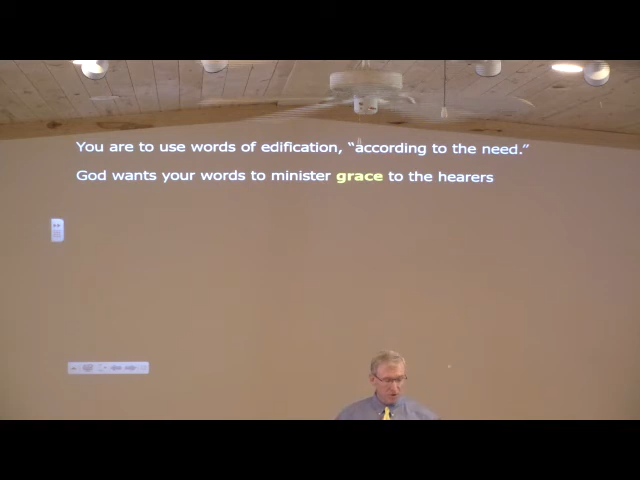 You are to use words of edification, “according to the need.”
God wants your words to minister grace to the hearers